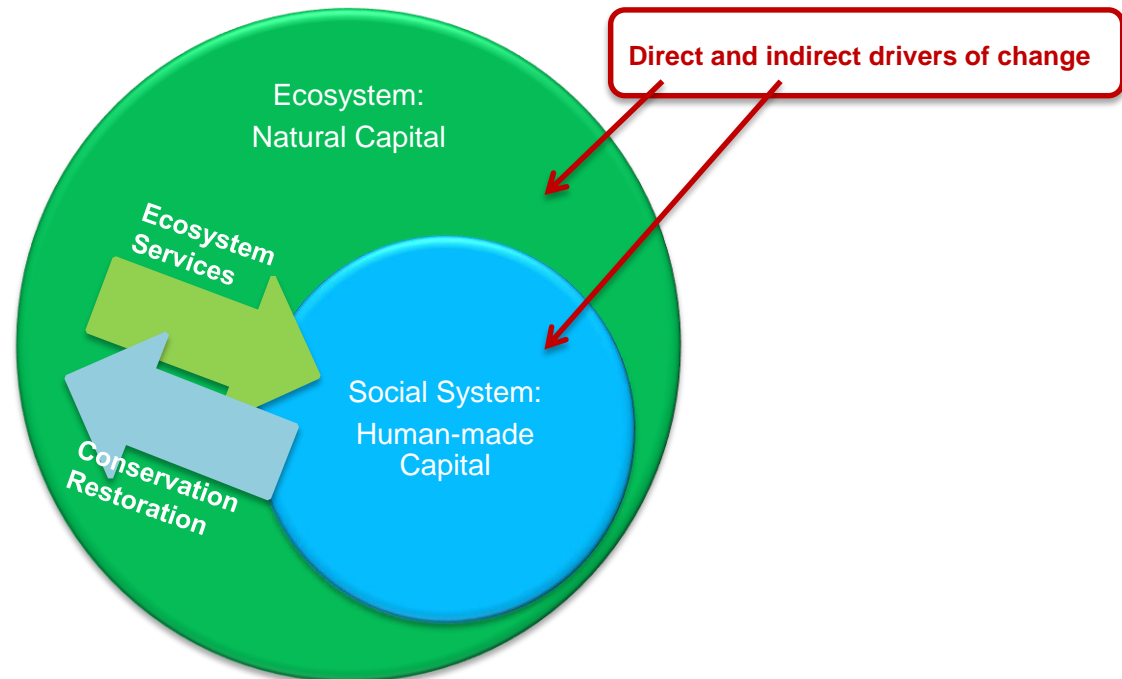 Direct and indirect drivers of change
Ecosystem:
Natural Capital
Ecosystem
Services
Social System:
Human-made
Capital
Conservation
Restoration